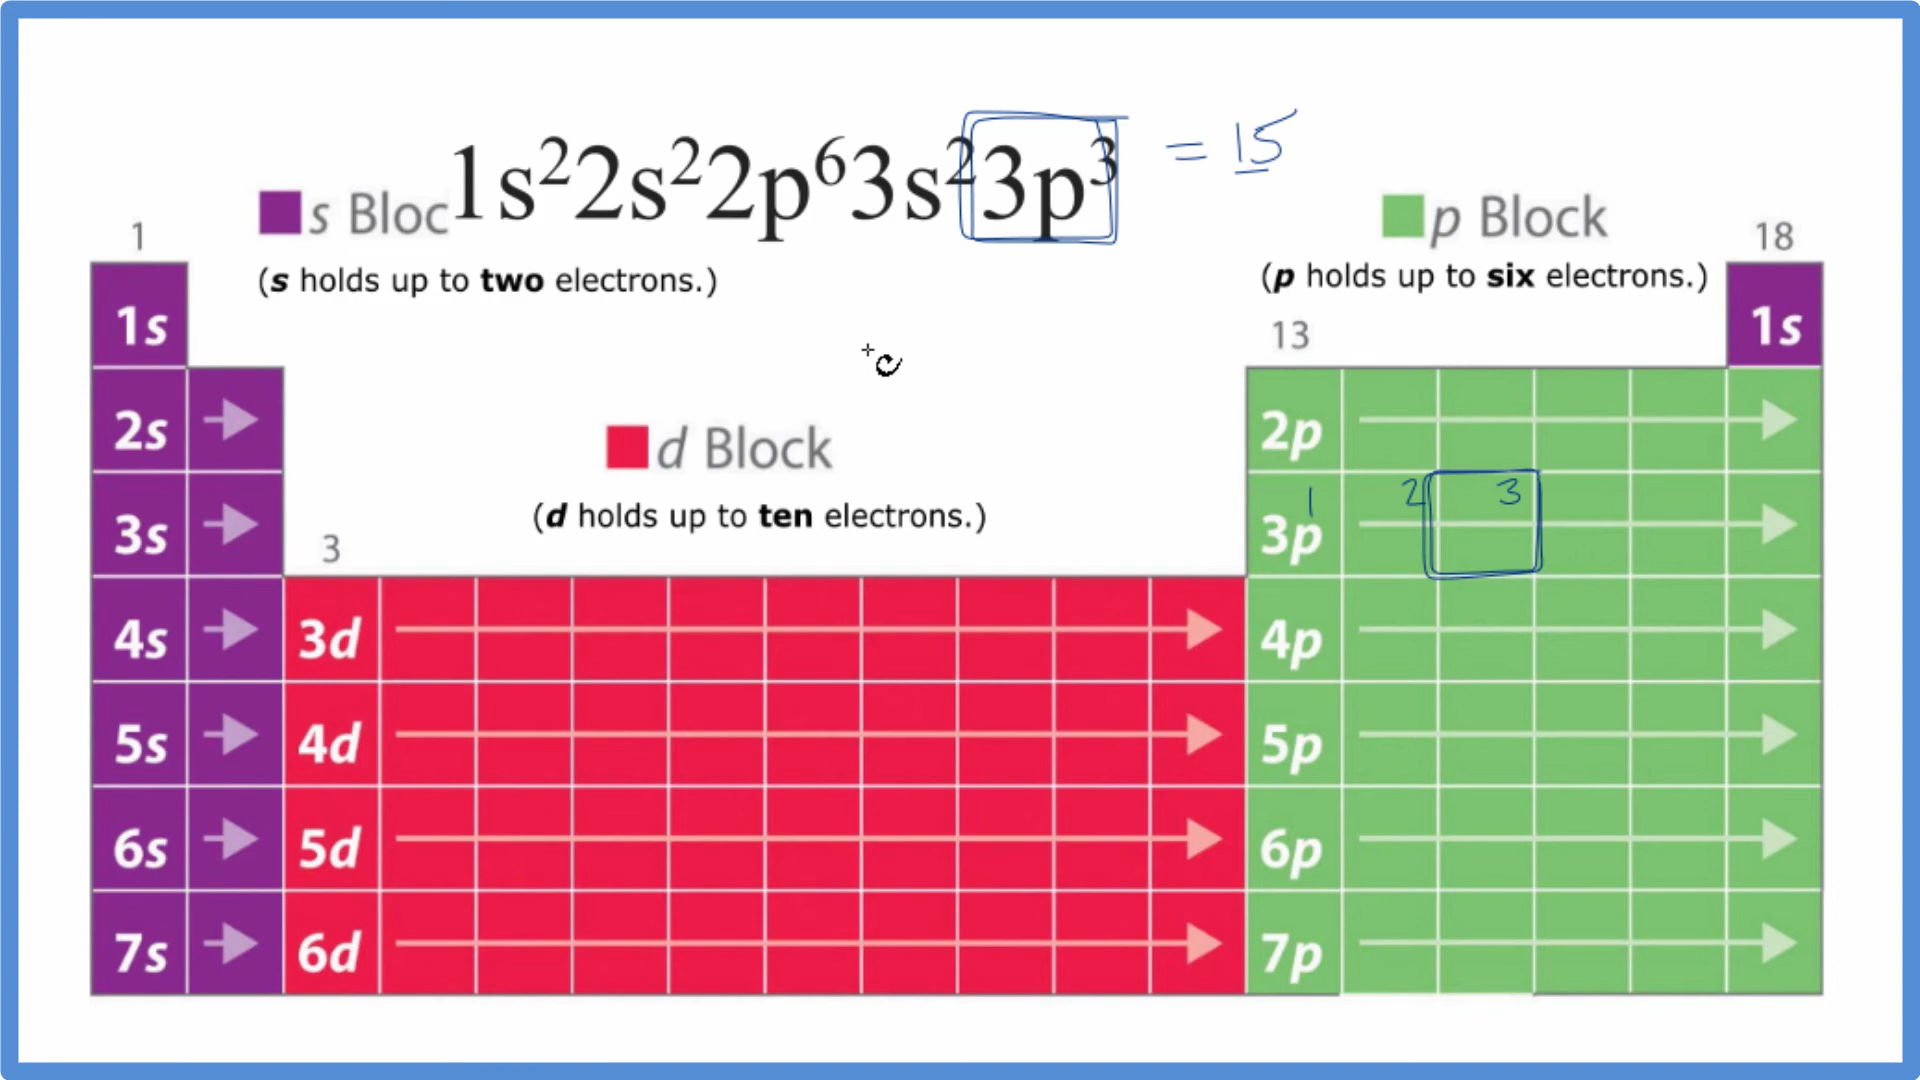 1s²2s²2p⁶3s²3p³ = 15
s Bloc
p Block
1
18
(s holds up to two electrons.)
(p holds up to six electrons.)
1s
13
1s
2s
d Block
2p
(d holds up to ten electrons.)
3s
3
3p
1 2 3
4s
3d
4p
5s
4d
5p
6s
5d
6p
7s
6d
7p